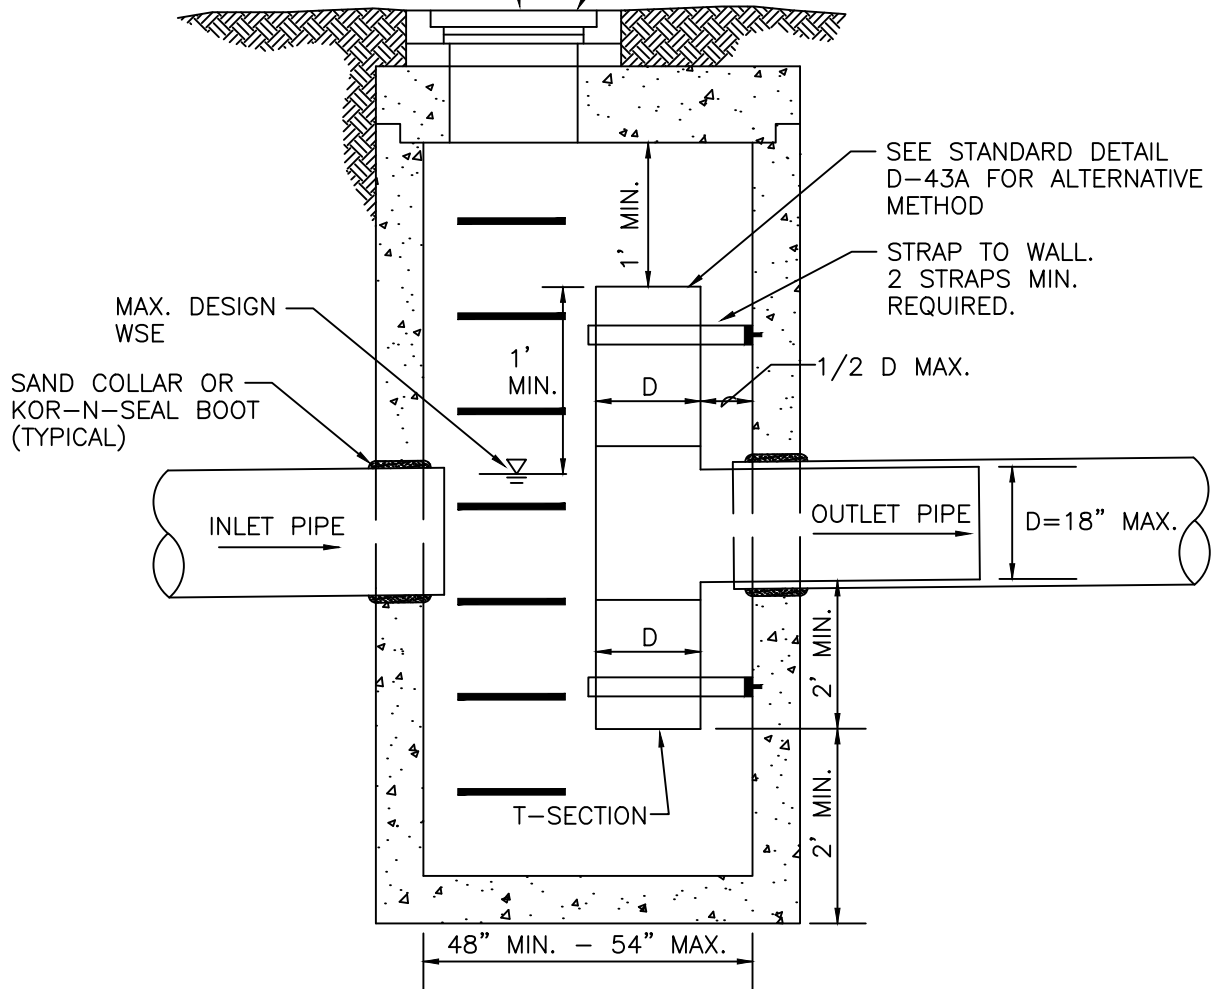 SEE STANDARD DETAIL
D-43A FOR ALTERNATIVE
METHOD
1' MIN.
STRAP TO WALL.
2 STRAPS MIN.
REQUIRED.
MAX. DESIGN
WSE
1'
MIN.
1/2 D MAX.
SAND COLLAR OR
KOR-N-SEAL BOOT
(TYPICAL)
D
INLET PIPE
OUTLET PIPE
D=18" MAX.
D
2' MIN.
T-SECTION
2' MIN.
48" MIN. - 54" MAX.